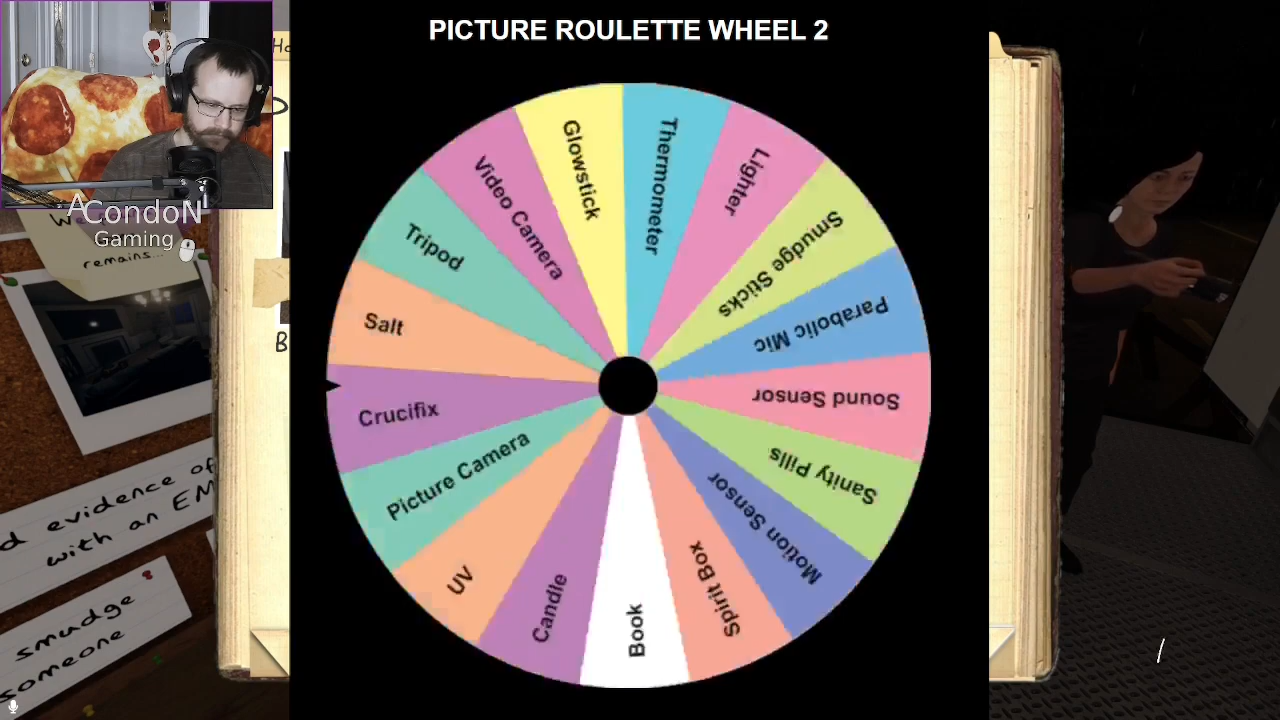 PICTURE ROULETTE WHEEL 2
Glowstick
Thermometer
Lighter
Smudge Sticks
Parabolic Mic
Sound Sensor
Sanity Pills
Motion Sensor
Spirit Box
Book
Candle
UV
Picture Camera
Crucifix
Salt
Tripod
Video Camera
ACondoN
Gaming
remains...
d evidence of
with an EM
smudge
someone
Ho
B